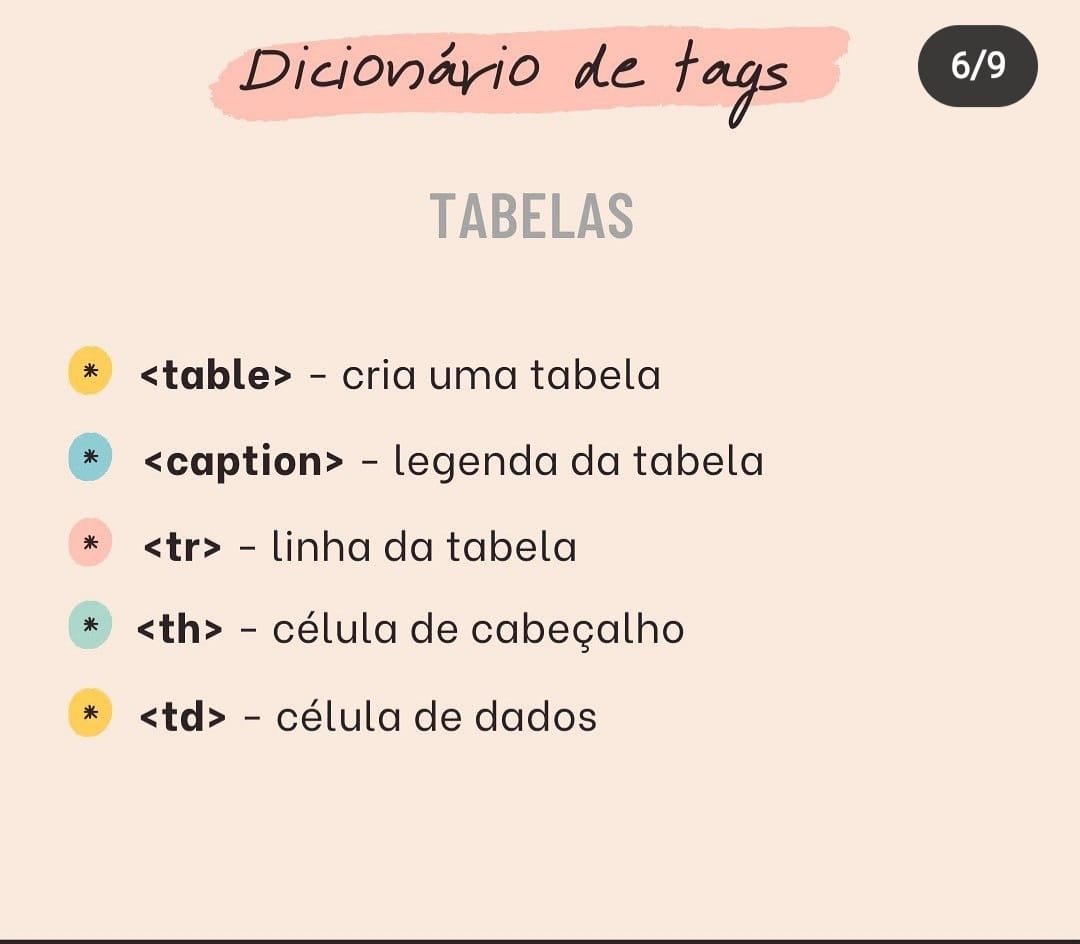 Dicionário de tags
6/9
TABELAS
* <table> - cria uma tabela
* <caption> - legenda da tabela
* <tr> - linha da tabela
* <th> - célula de cabeçalho
* <td> - célula de dados